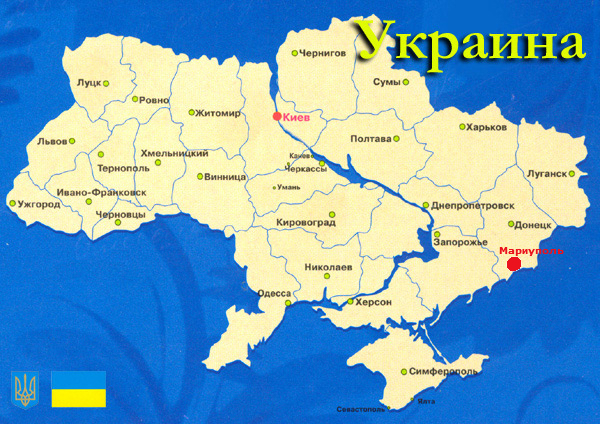 Украина
Чернигов
Сумы
Луцк
Ровно
Житомир
Киев
Харьков
Полтава
Львов
Тернополь
Хмельницкий
Канев
Черкассы
Луганск
Винница
Умань
Ивано-Франковск
Ужгород
Черновцы
Днепропетровск
Кировоград
Донецк
Запорожье
Мариуполь
Николаев
Одесса
Херсон
Симферополь
Ялта
Севастополь